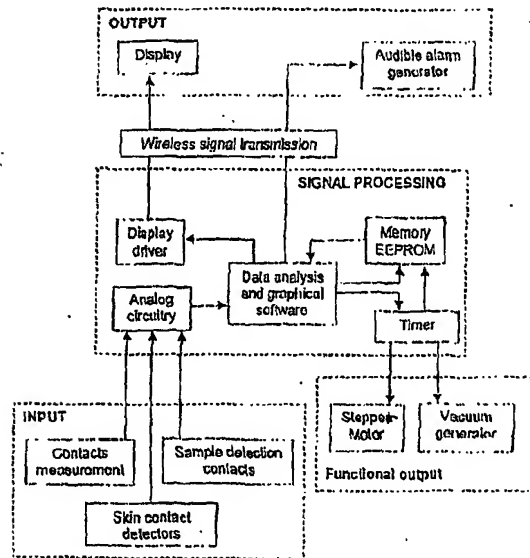 OUTPUT
Display
Audible alarm
generator
Wireless signal transmission
SIGNAL PROCESSING
Display
driver
Memory
EEPROM
Data analysis
and graphical
software
Analog
circuitry
Timer
INPUT
Contacts
measurement
Sample detection
contacts
Skin contact
detectors
Stepper-
Motor
Vacuum
generator
Functional output